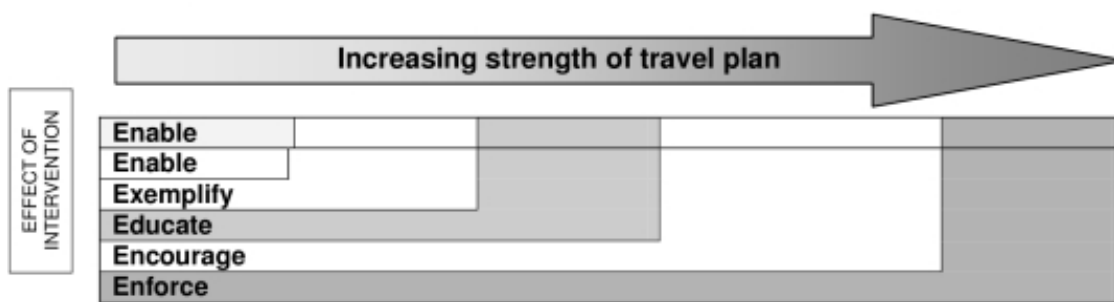 Increasing strength of travel plan
EFFECT OF
INTERVENTION
Enable
Enable
Exemplify
Educate
Encourage
Enforce